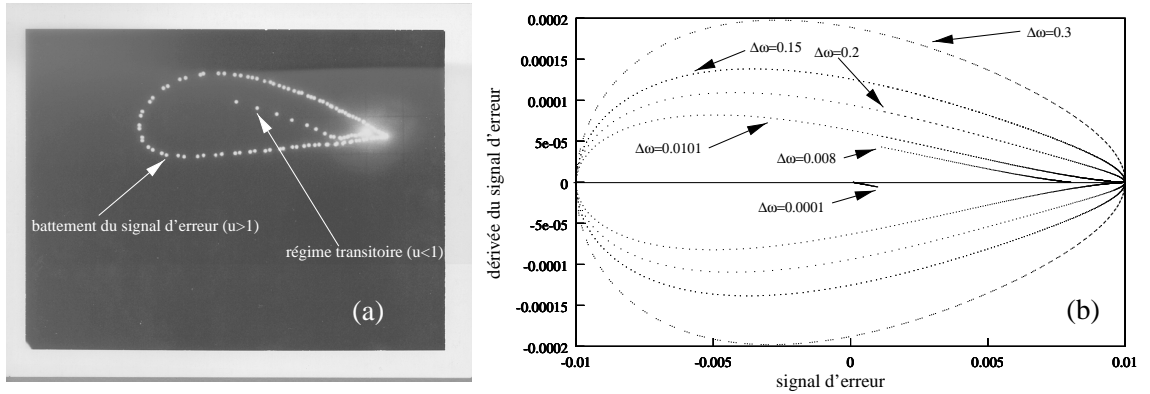 battement du signal d'erreur (u>1)
régime transitoire (u<1)
(a)
dérivée du signal d'erreur
0.0002
0.00015
0.0001
5e-05
0
-5e-05
-0.0001
-0.00015
-0.0002
Δω=0.3
Δω=0.15
Δω=0.2
Δω=0.0101
Δω=0.008
Δω=0.0001
(b)
-0.01
-0.005
0
0.005
0.01
signal d'erreur